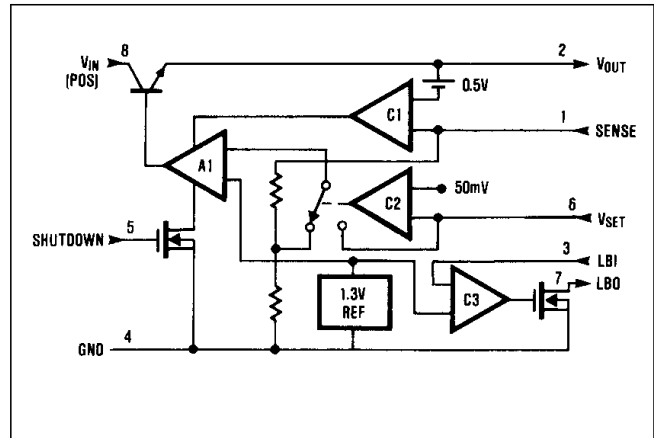 8
VIN
(POS)
2
VOUT
0.5V
C1
1
SENSE
A1
C2
50mV
6
VSET
5
SHUTDOWN
3
LBI
7
LBO
C3
1.3V
REF
4
GND